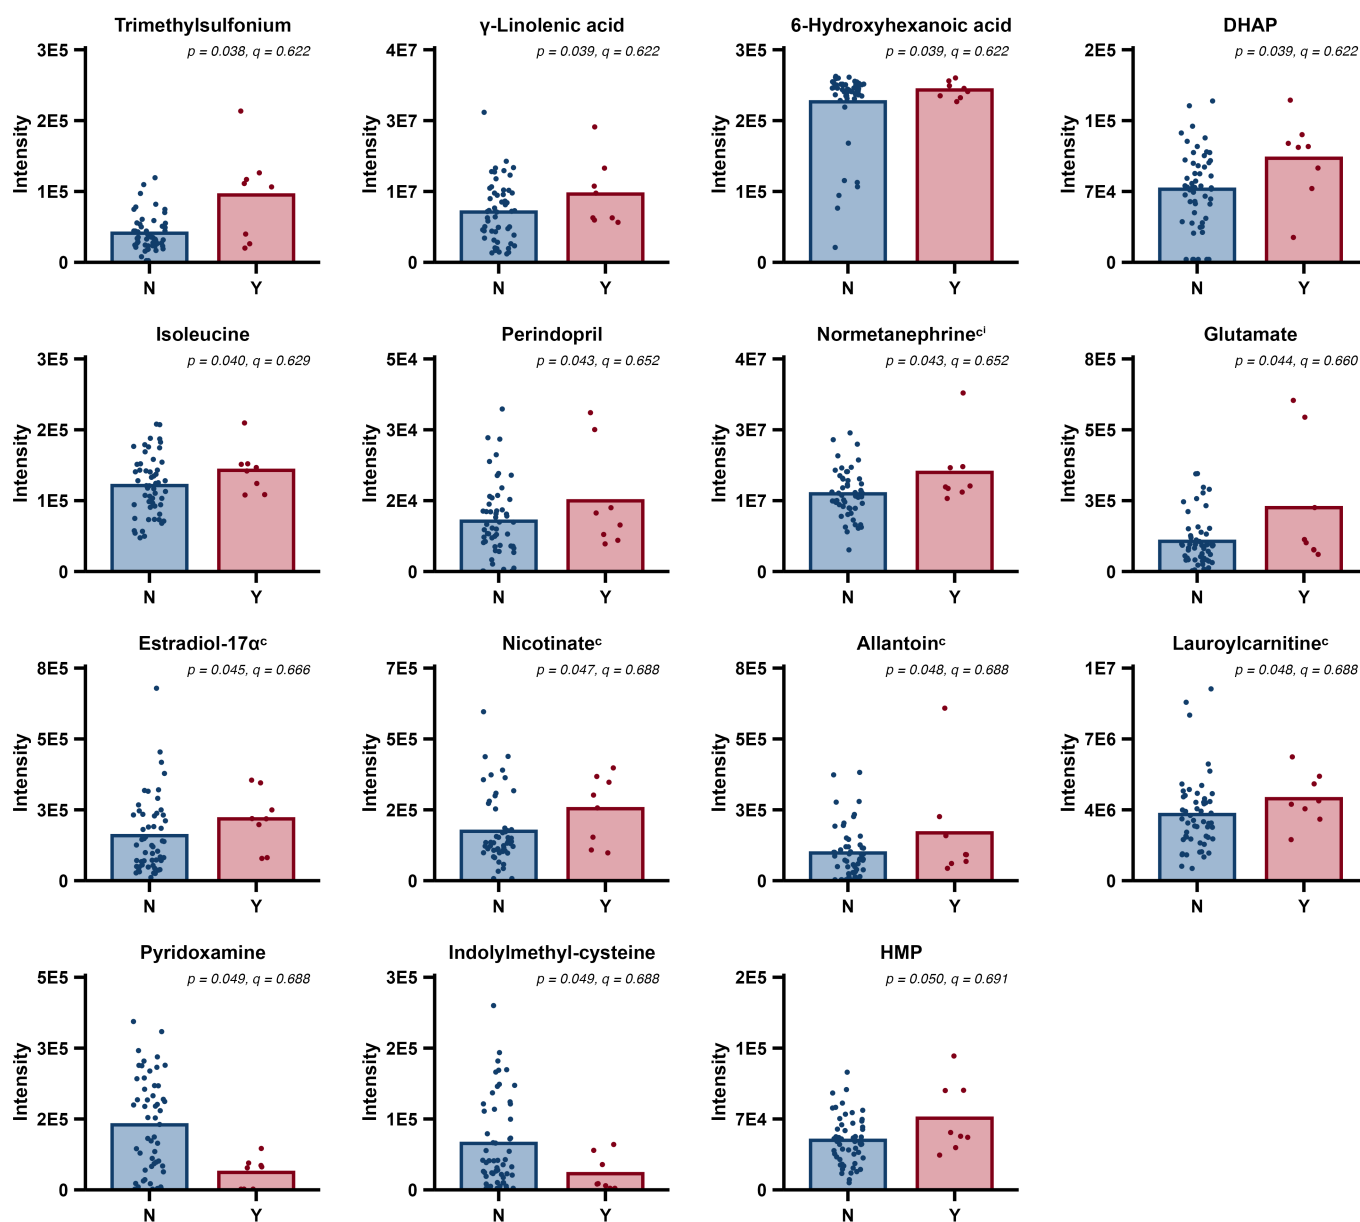 Trimethylsulfonium
p = 0.038, q = 0.622
Intensity
3E5
2E5
1E5
0
N
Y
γ-Linolenic acid
p = 0.039, q = 0.622
Intensity
4E7
3E7
1E7
0
N
Y
6-Hydroxyhexanoic acid
p = 0.039, q = 0.622
Intensity
3E5
2E5
1E5
0
N
Y
DHAP
p = 0.039, q = 0.622
Intensity
2E5
1E5
7E4
0
N
Y
Isoleucine
p = 0.040, q = 0.629
Intensity
3E5
2E5
1E5
0
N
Y
Perindopril
p = 0.043, q = 0.652
Intensity
5E4
3E4
2E4
0
N
Y
Normetanephrineᶜⁱ
p = 0.043, q = 0.652
Intensity
4E7
3E7
1E7
0
N
Y
Glutamate
p = 0.044, q = 0.660
Intensity
8E5
5E5
3E5
0
N
Y
Estradiol-17αᶜ
p = 0.045, q = 0.666
Intensity
8E5
5E5
3E5
0
N
Y
Nicotinateᶜ
p = 0.047, q = 0.688
Intensity
7E5
5E5
2E5
0
N
Y
Allantoinᶜ
p = 0.048, q = 0.688
Intensity
8E5
5E5
3E5
0
N
Y
Lauroylcarnitineᶜ
p = 0.048, q = 0.688
Intensity
1E7
7E6
4E6
0
N
Y
Pyridoxamine
p = 0.049, q = 0.688
Intensity
5E5
3E5
2E5
0
N
Y
Indolylmethyl-cysteine
p = 0.049, q = 0.688
Intensity
3E5
2E5
1E5
0
N
Y
HMP
p = 0.050, q = 0.691
Intensity
2E5
1E5
7E4
0
N
Y